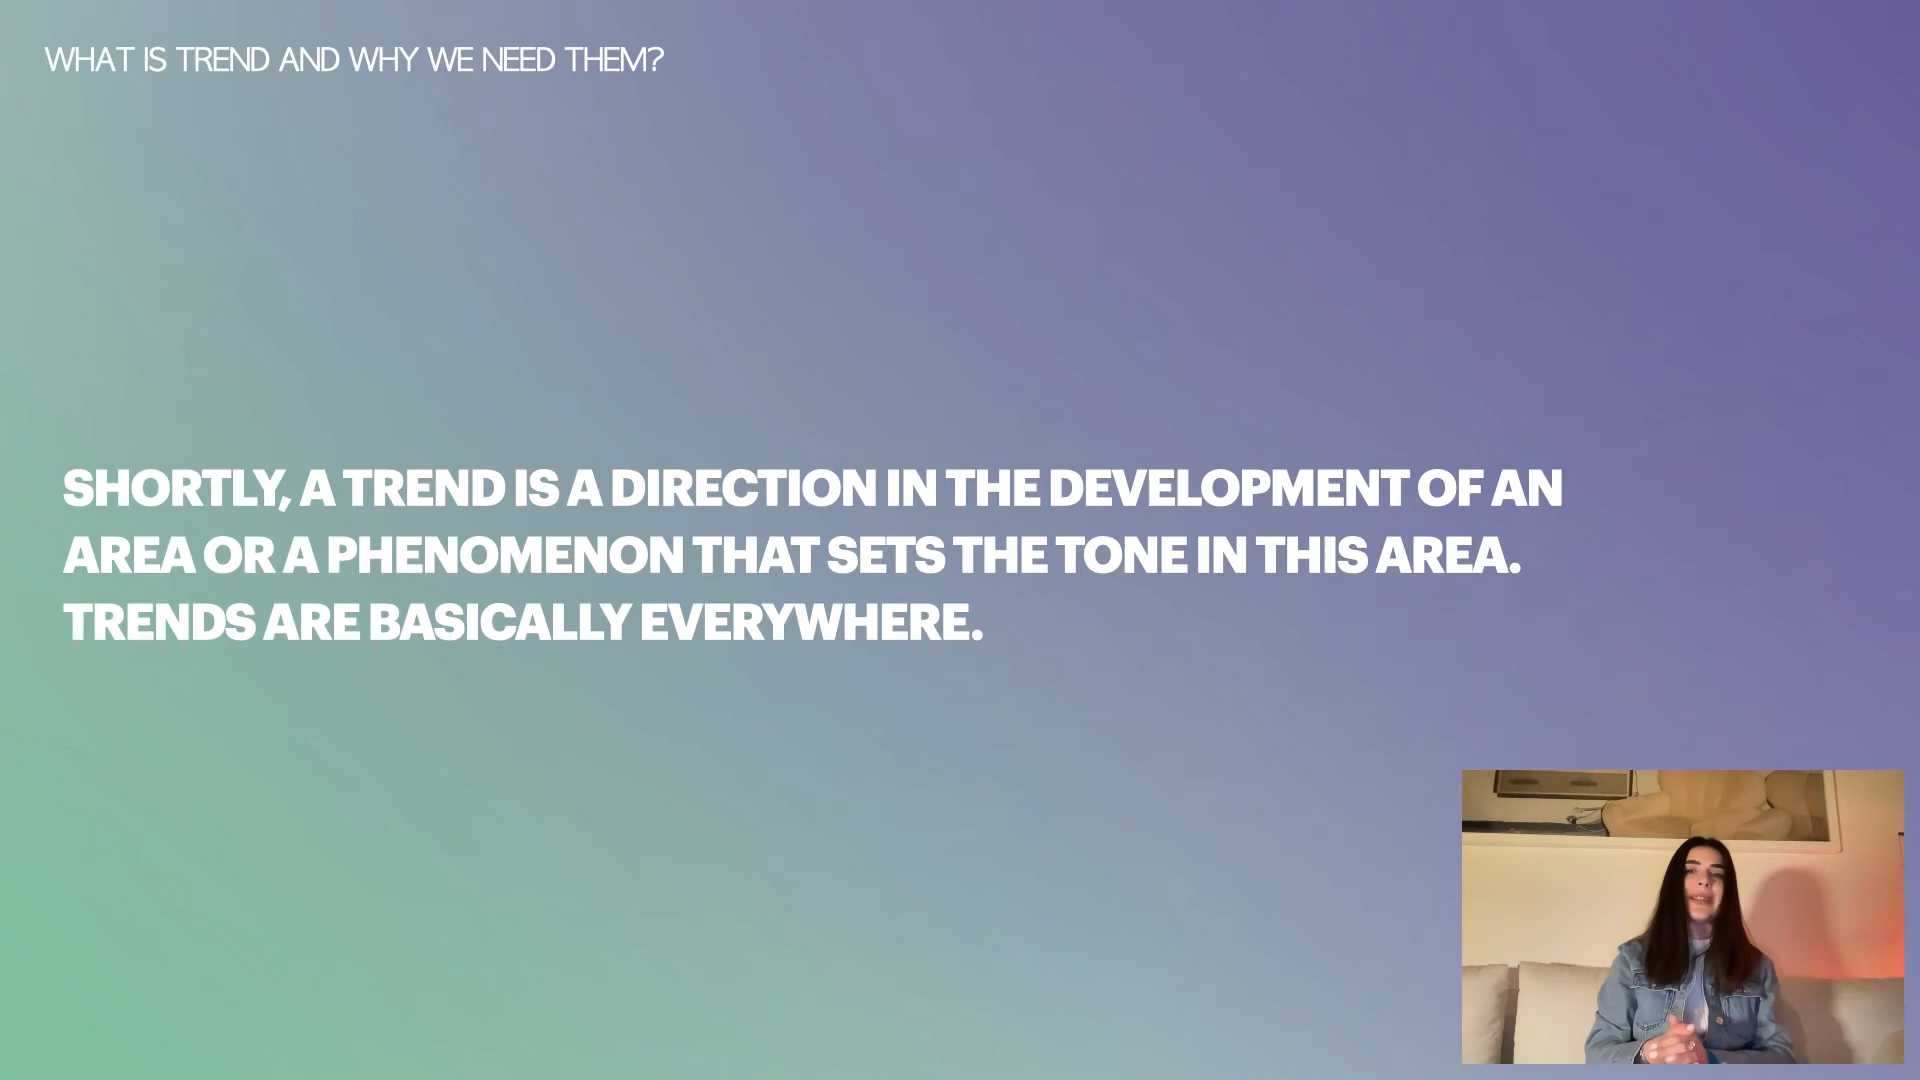 WHAT IS TREND AND WHY WE NEED THEM?
SHORTLY, A TREND IS A DIRECTION IN THE DEVELOPMENT OF AN
AREA OR A PHENOMENON THAT SETS THE TONE IN THIS AREA.
TRENDS ARE BASICALLY EVERYWHERE.